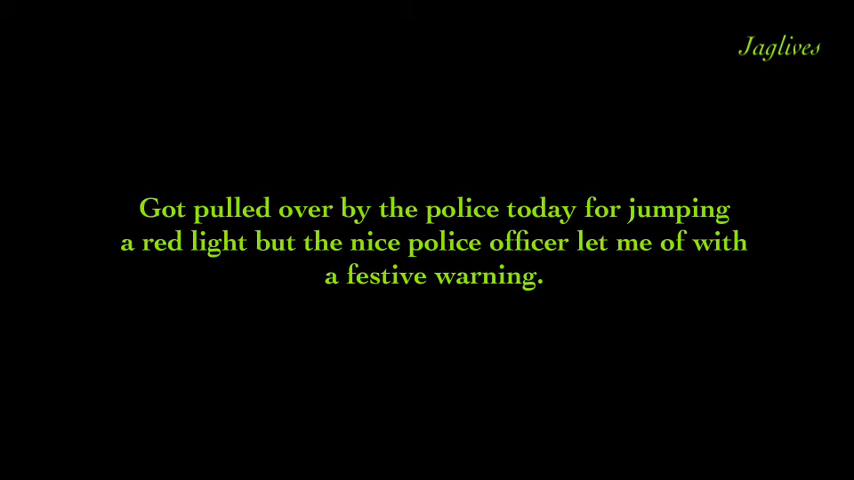 Jaglives
Got pulled over by the police today for jumping
a red light but the nice police officer let me of with
a festive warning.